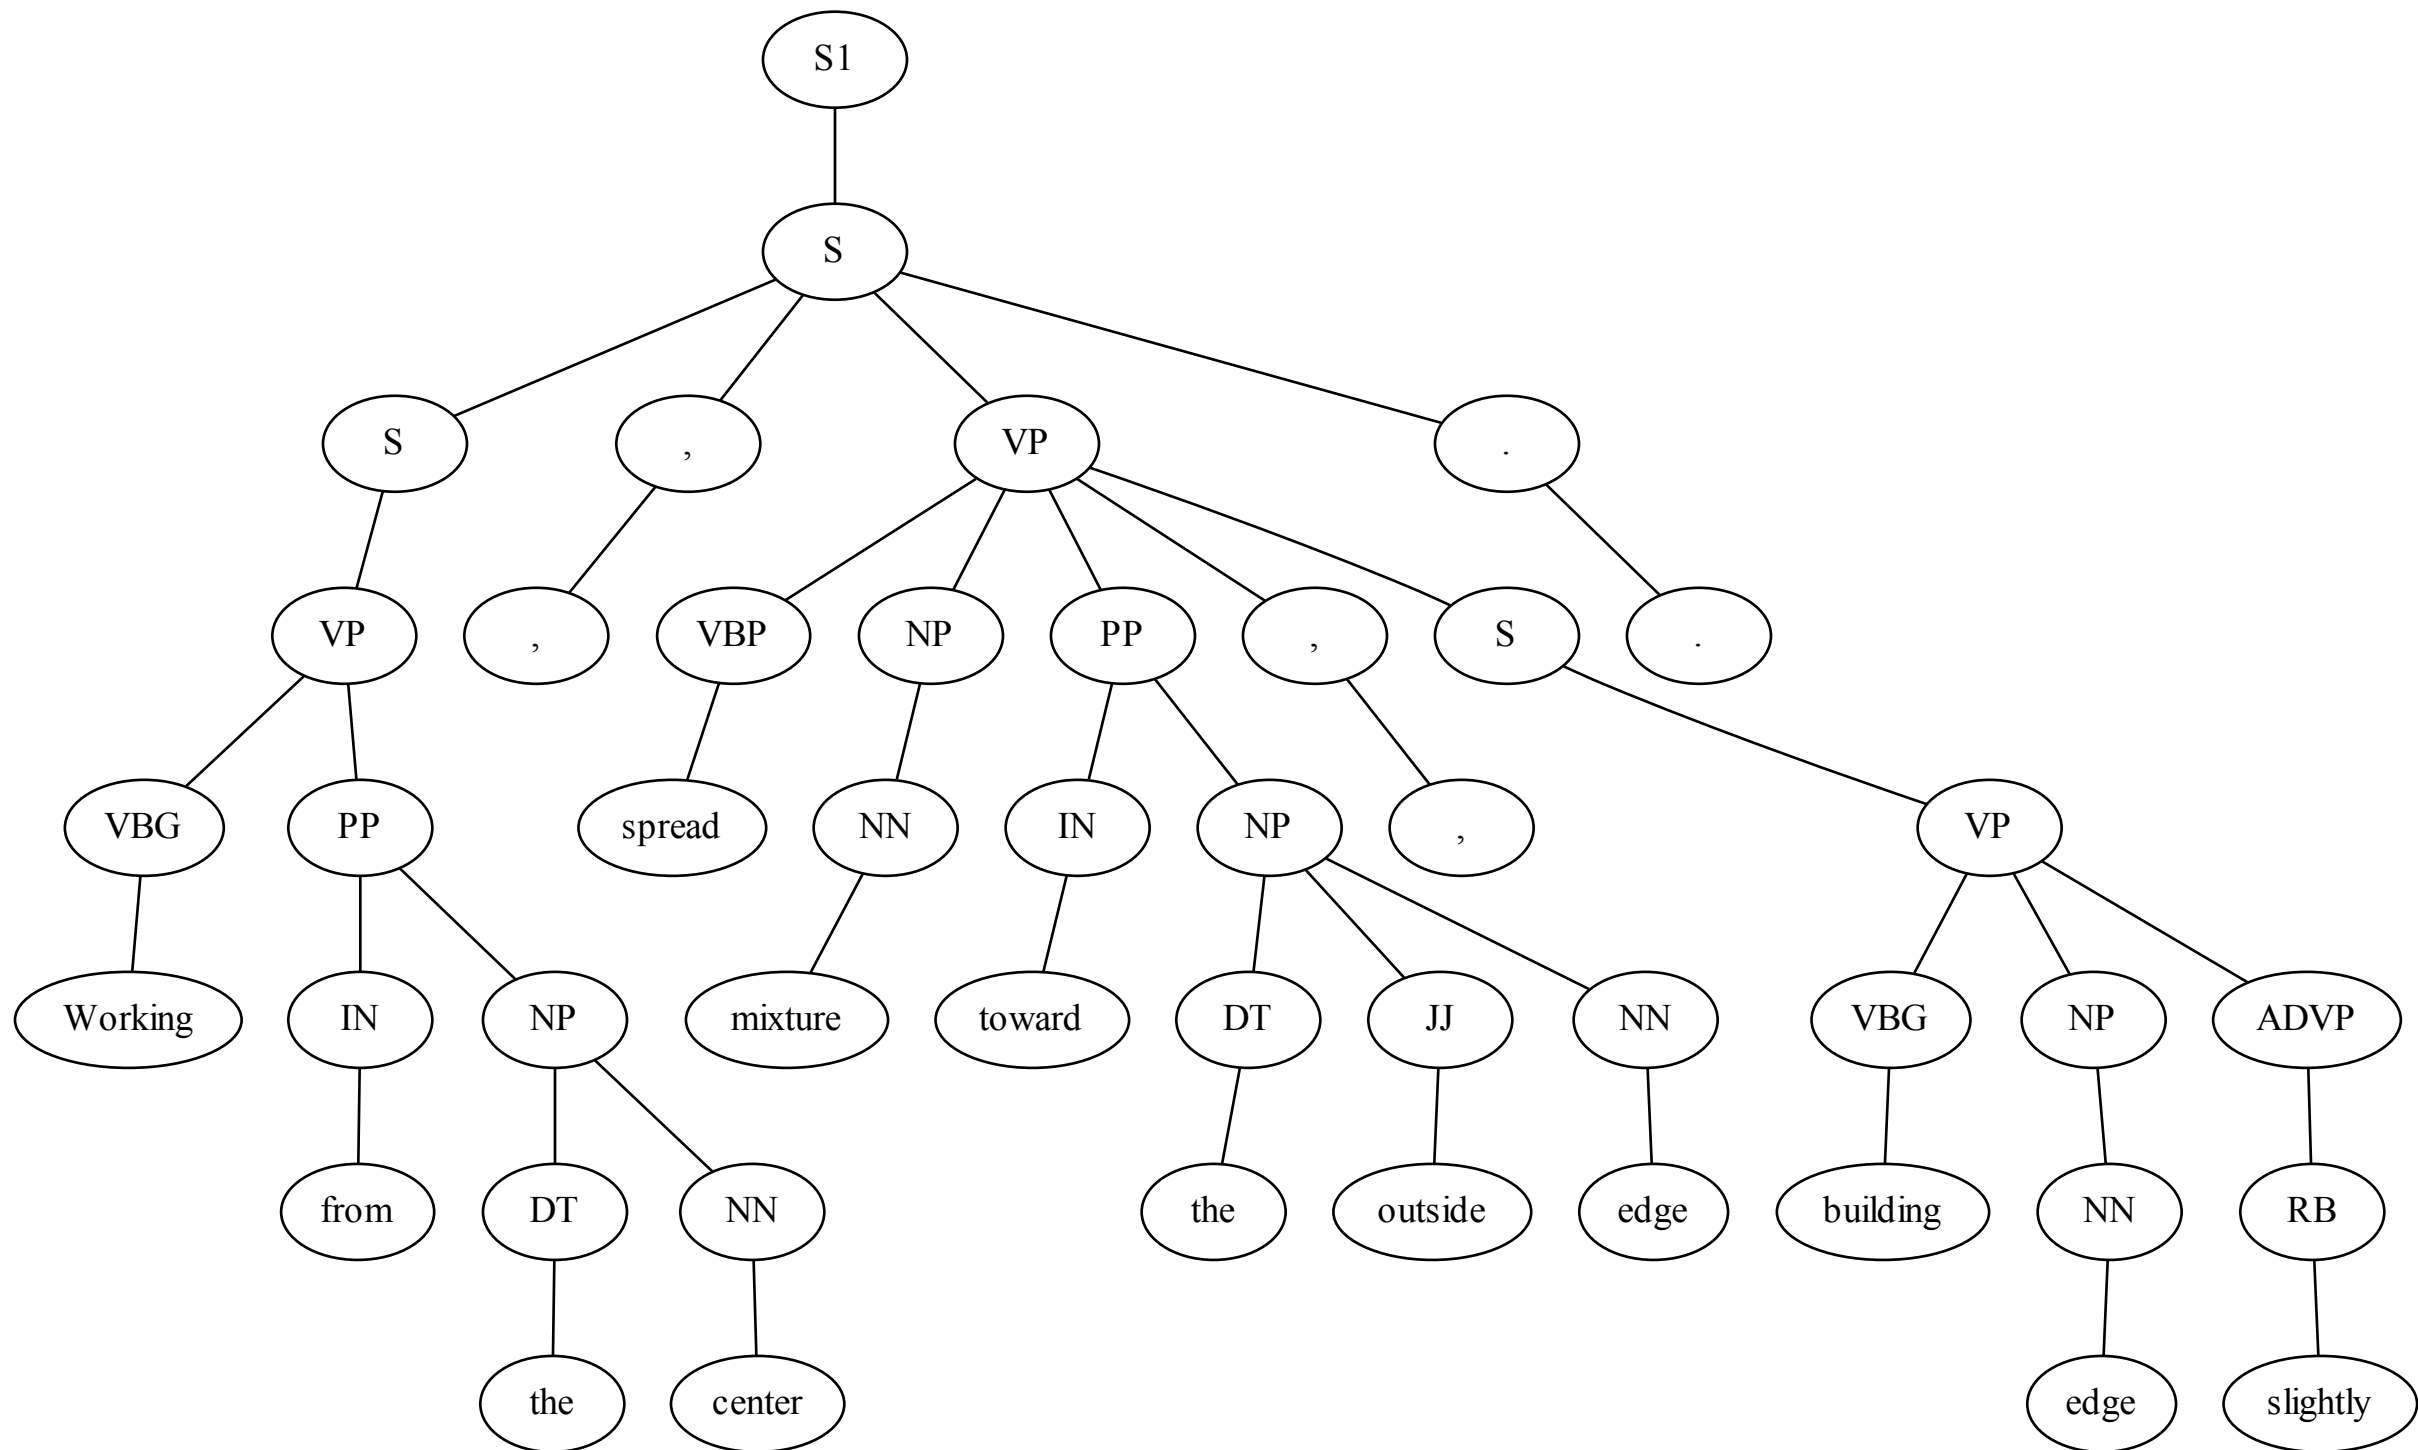 S1
S
S , VP .
VP , VBP NP PP , S .
VBG PP spread NN IN NP , VP
Working IN NP mixture toward DT JJ NN VBG NP ADVP
from DT NN the outside edge building NN RB
the center edge slightly